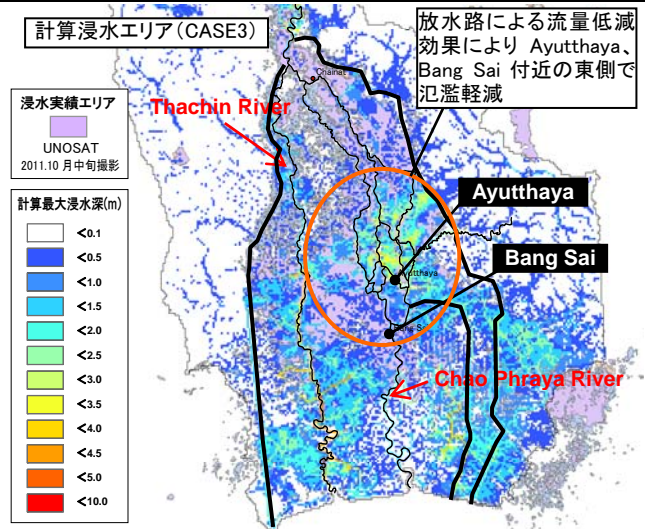 計算浸水エリア（CASE3）
放水路による流量低減
効果により Ayutthaya、
Bang Sai 付近の東側で
氾濫軽減
浸水実績エリア
UNOSAT
2011.10 月中旬撮影
計算最大浸水深(m)
<0.1
<0.5
<1.0
<1.5
<2.0
<2.5
<3.0
<3.5
<4.0
<4.5
<5.0
<10.0
Chainat
Thachin River
Ayutthaya
Ayutthaya
Bang Sai
Chao Phraya River